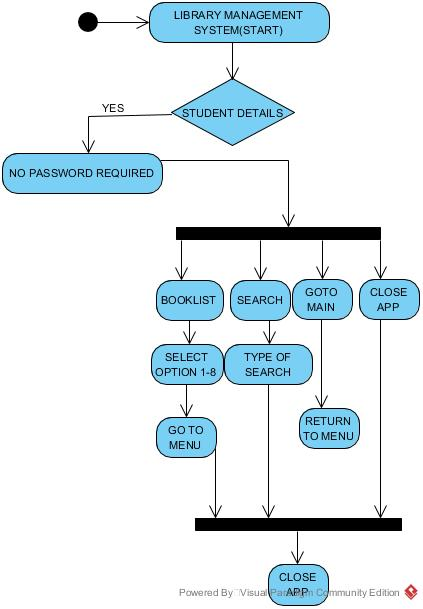 LIBRARY MANAGEMENT
SYSTEM(START)
STUDENT DETAILS
YES
NO PASSWORD REQUIRED
BOOKLIST
SEARCH
GOTO
MAIN
CLOSE
APP
SELECT
OPTION 1-8
TYPE OF
SEARCH
GO TO
MENU
RETURN
TO MENU
CLOSE
APP
Powered By Visual Paradigm Community Edition